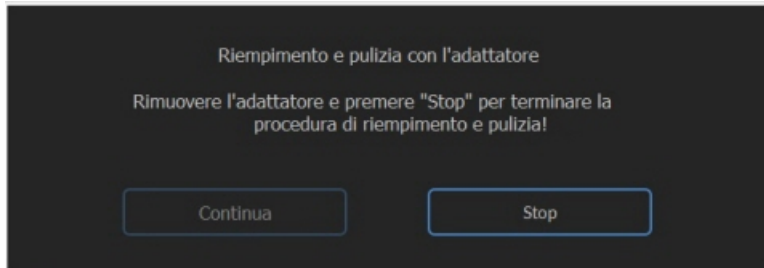 Riempimento e pulizia con l'adattatore
Rimuovere l'adattatore e premere "Stop" per terminare la
procedura di riempimento e pulizia!
Continua
Stop